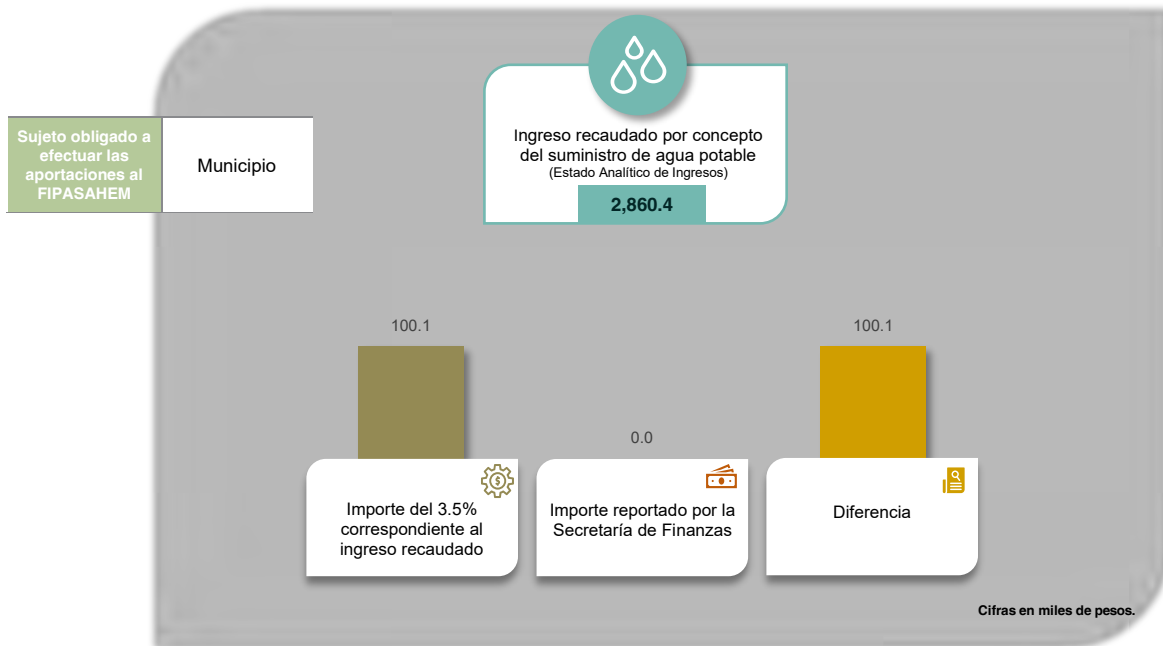 Sujeto obligado a
efectuar las
aportaciones al
FIPASAHEM
Municipio
Ingreso recaudado por concepto
del suministro de agua potable
(Estado Analítico de Ingresos)
2,860.4
100.1
0.0
100.1
Importe del 3.5%
correspondiente al
ingreso recaudado
Importe reportado por la
Secretaría de Finanzas
Diferencia
Cifras en miles de pesos.